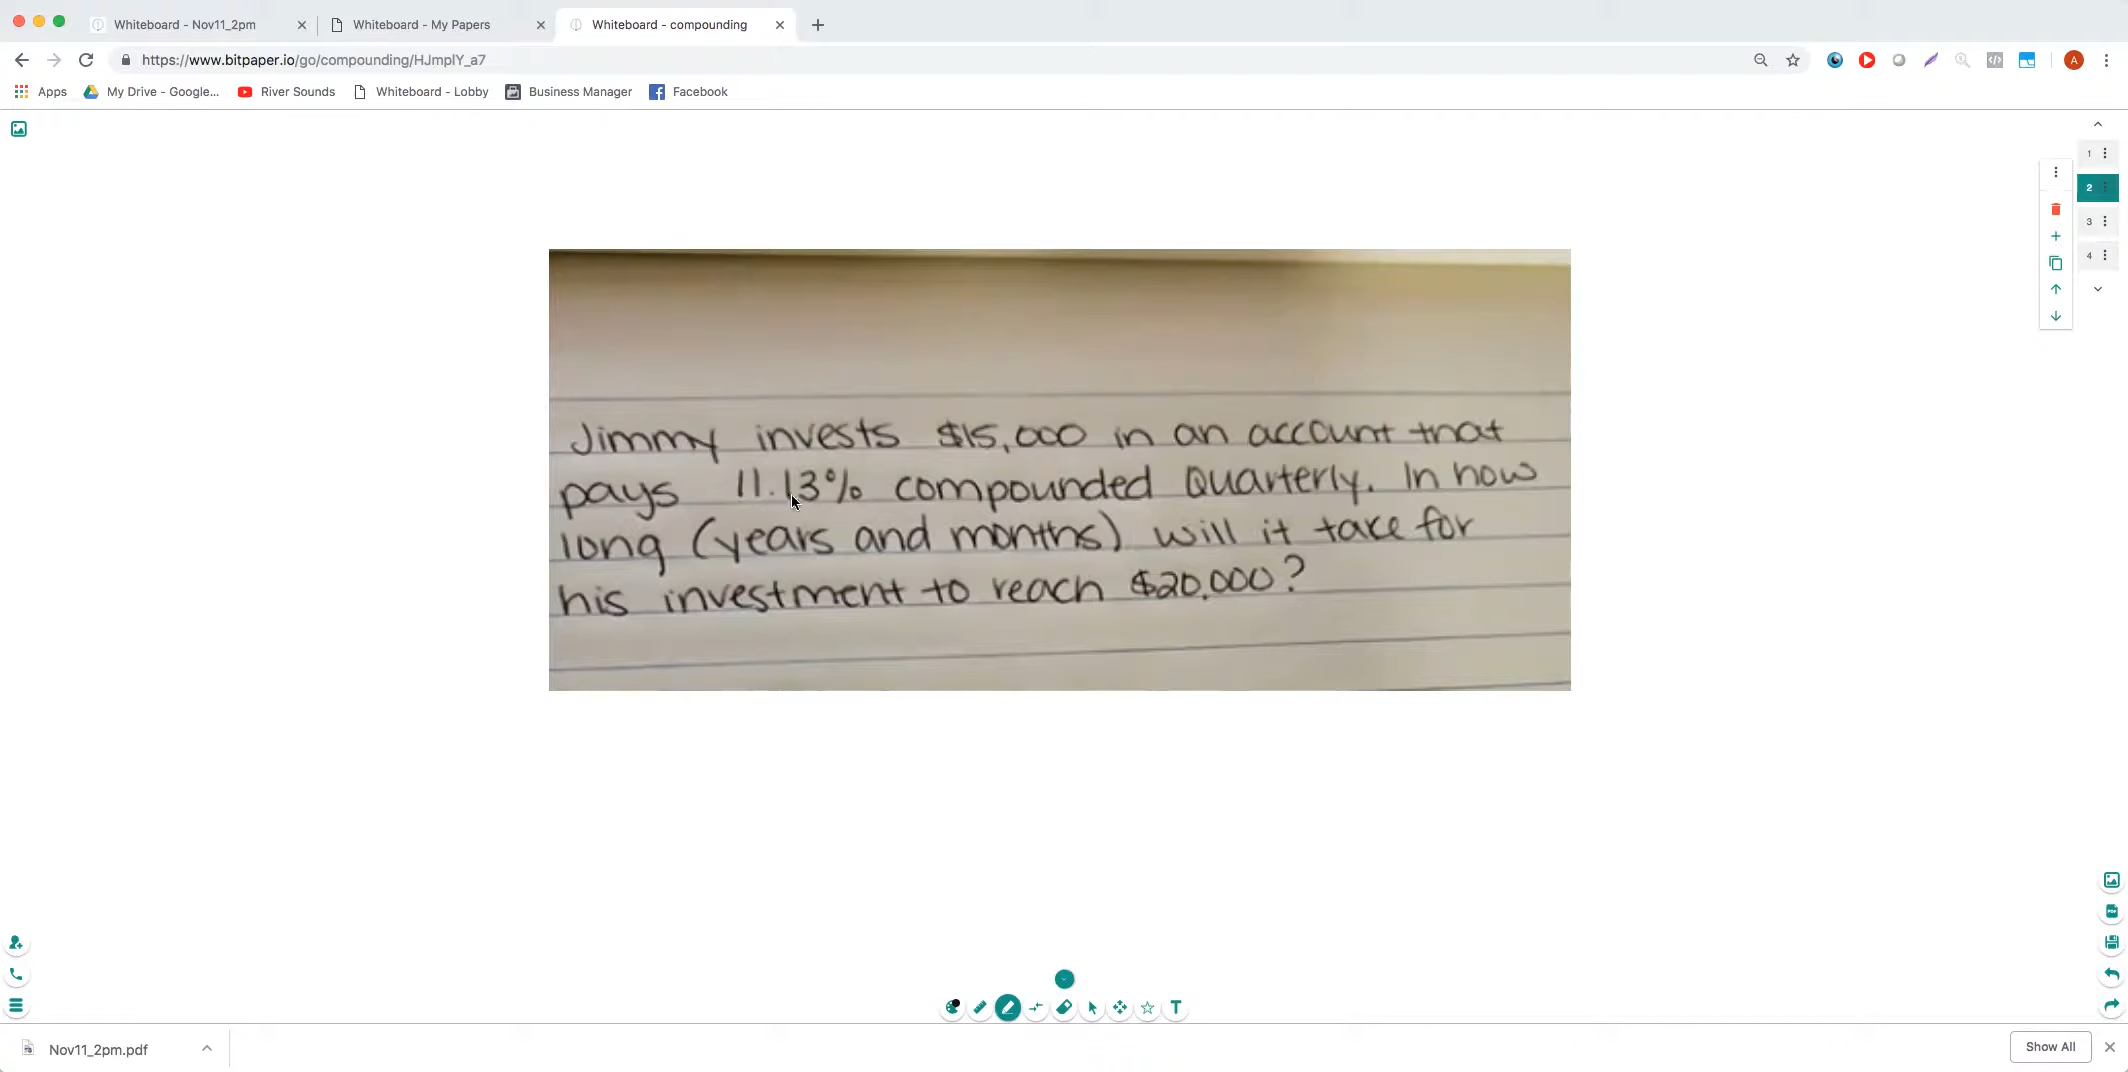 Whiteboard - Nov11_2pm
Whiteboard - My Papers
Whiteboard - compounding
https://www.bitpaper.io/go/compounding/HJmplY_a7
A
Apps
My Drive - Google...
River Sounds
Whiteboard - Lobby
Business Manager
Facebook
1
2
3
4
Jimmy invests $15,000 in an account that
pays 11.13% compounded Quarterly. In how
long (years and months) will it take for
his investment to reach $20,000?
T
Nov11_2pm.pdf
Show All